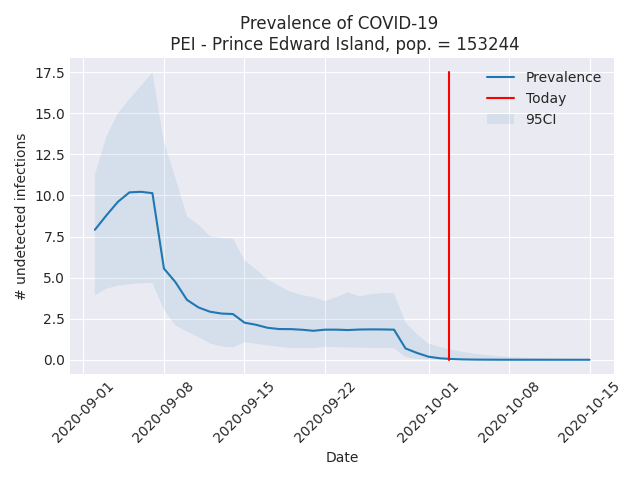 Prevalence of COVID-19
PEI - Prince Edward Island, pop. = 153244
17.5
15.0
12.5
10.0
7.5
5.0
2.5
0.0
# undetected infections
Prevalence
Today
95CI
2020-09-01
2020-09-08
2020-09-15
2020-09-22
2020-10-01
2020-10-08
2020-10-15
Date